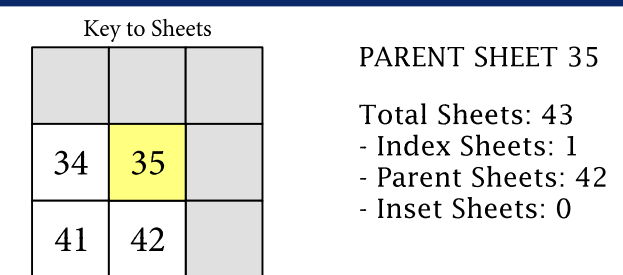 Key to Sheets
34 35
41 42
PARENT SHEET 35
Total Sheets: 43
- Index Sheets: 1
- Parent Sheets: 42
- Inset Sheets: 0